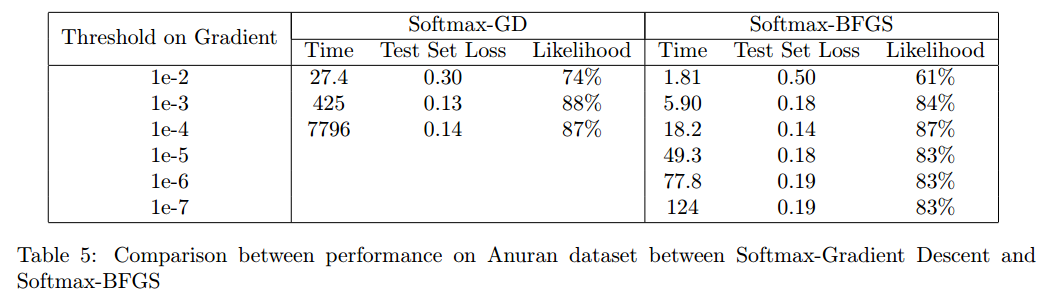 Threshold on Gradient Softmax-GD Softmax-BFGS
Time Test Set Loss Likelihood Time Test Set Loss Likelihood
1e-2 27.4 0.30 74% 1.81 0.50 61%
1e-3 425 0.13 88% 5.90 0.18 84%
1e-4 7796 0.14 87% 18.2 0.14 87%
1e-5 49.3 0.18 83%
1e-6 77.8 0.19 83%
1e-7 124 0.19 83%
Table 5: Comparison between performance on Anuran dataset between Softmax-Gradient Descent and
Softmax-BFGS